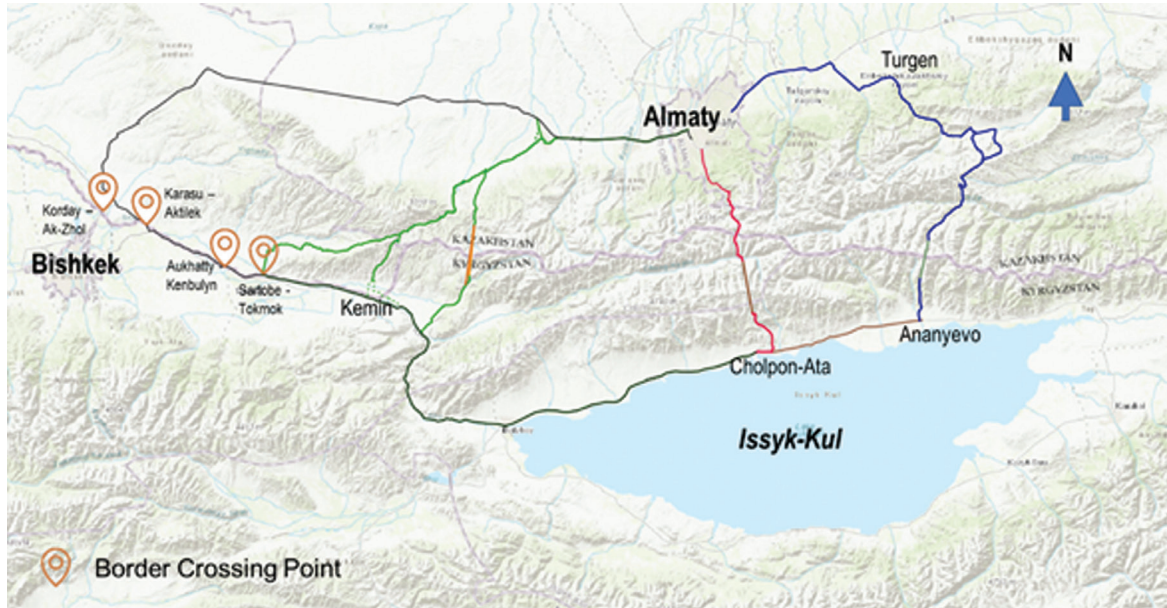 Turgen
N
Almaty
Karasu –
Aktilek
Korday –
Ak-Zhol
KAZAKHSTAN
KYRGYZSTAN
Bishkek
Aukhatty
Kenbulyn
Sartobe -
Tokmok
KAZAKHSTAN
KYRGYZSTAN
Kemin
Ananyevo
Cholpon-Ata
Issyk-Kul
Border Crossing Point